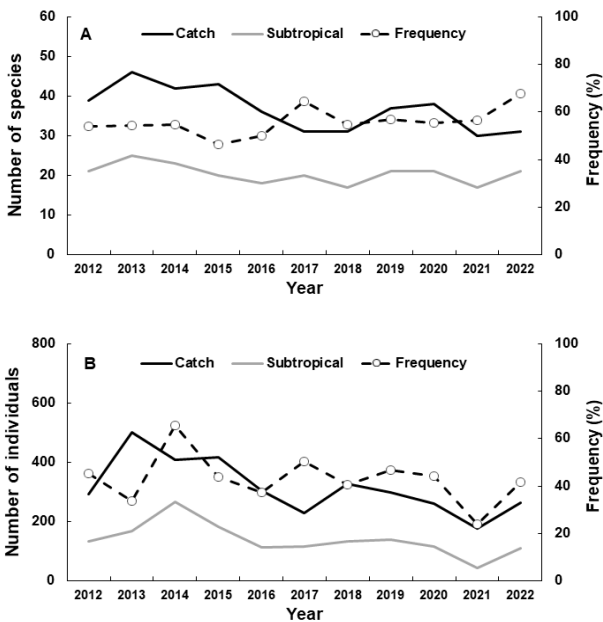 A
Catch
Subtropical
Frequency
60
50
40
30
20
10
0
Number of species
100
80
60
40
20
0
Frequency (%)
2012 2013 2014 2015 2016 2017 2018 2019 2020 2021 2022
Year
B
Catch
Subtropical
Frequency
800
600
400
200
0
Number of individuals
100
80
60
40
20
0
Frequency (%)
2012 2013 2014 2015 2016 2017 2018 2019 2020 2021 2022
Year